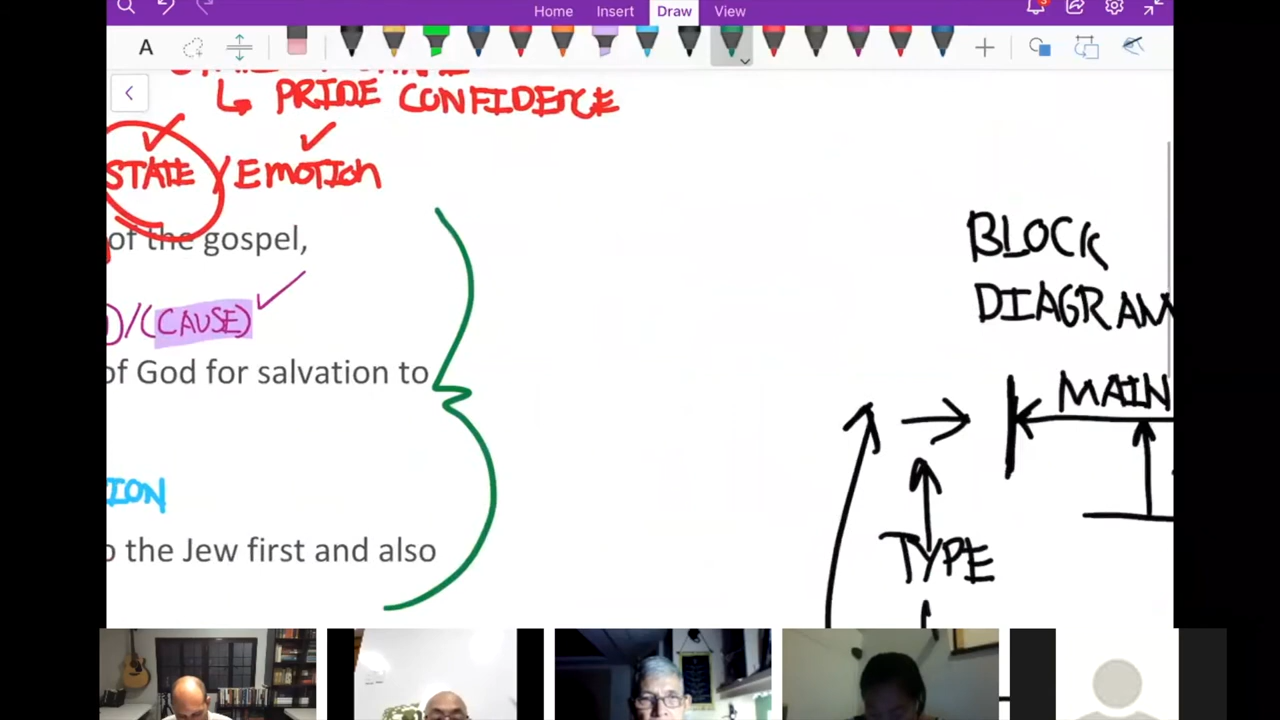 Home Insert Draw View
A
↳ PRIDE CONFIDENCE
STATE / Emotion
of the gospel,
BLOCK
DIAGRAM
)/(CAUSE)
of God for salvation to
MAIN
ION
the Jew first and also
TYPE